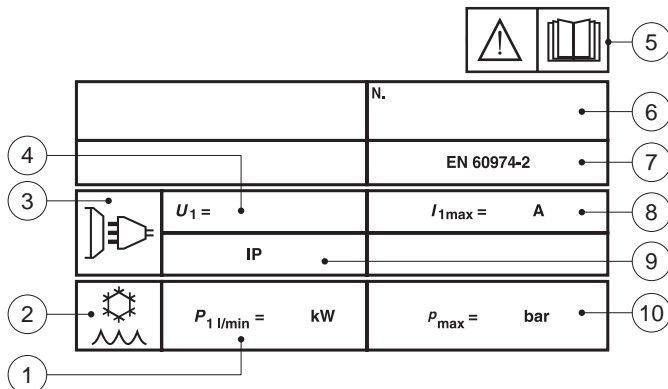 5
N.
6
4
EN 60974-2
7
3
U1 =
I1max = A
8
IP
9
2
P1 l/min = kW
pmax = bar
10
1